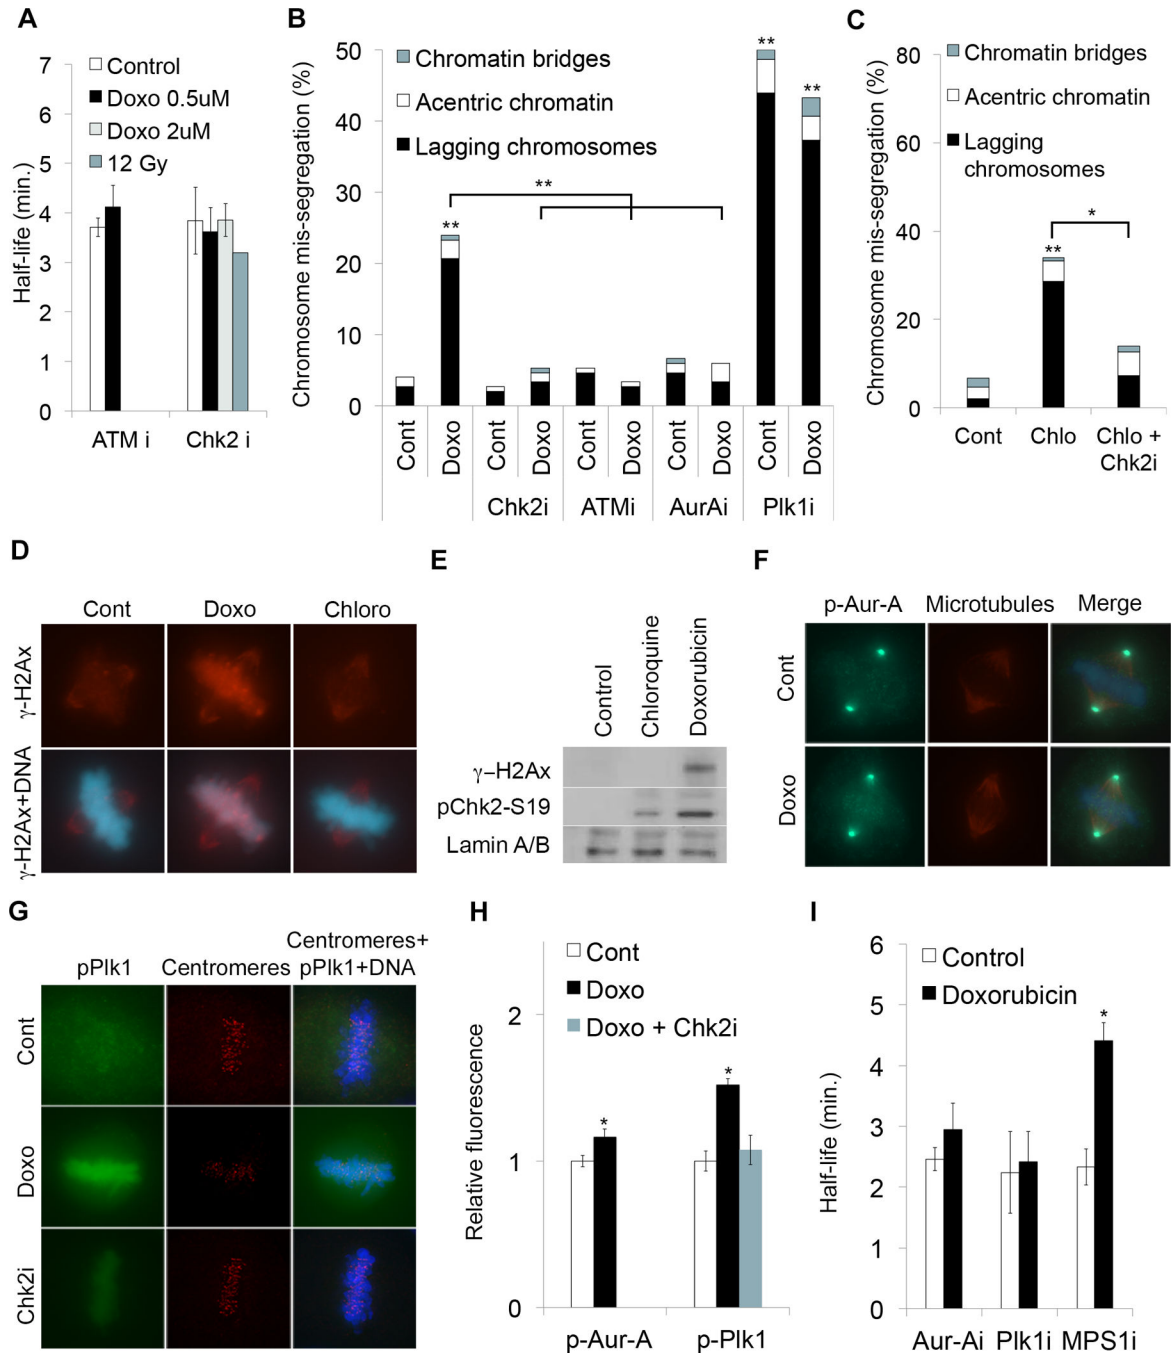 A
Half-life (min.)
7
6
5
4
3
2
1
0
Control
Doxo 0.5uM
Doxo 2uM
12 Gy
ATM i
Chk2 i
B
Chromosome mis-segregation (%)
50
40
30
20
10
0
Chromatin bridges
Acentric chromatin
Lagging chromosomes
**
**
**
**
Cont
Doxo
Cont
Doxo
Cont
Doxo
Cont
Doxo
Cont
Doxo
Chk2i
ATMi
AurAi
Plk1i
C
Chromosome mis-segregation (%)
80
60
40
20
0
Chromatin bridges
Acentric chromatin
Lagging
chromosomes
**
*
Cont
Chlo
Chlo +
Chk2i
D
Cont
Doxo
Chloro
γ-H2Ax
γ-H2Ax+DNA
E
Control
Chloroquine
Doxorubicin
γ–H2Ax
pChk2-S19
Lamin A/B
F
p-Aur-A
Microtubules
Merge
Cont
Doxo
G
pPlk1
Centromeres
Centromeres+
pPlk1+DNA
Cont
Doxo
Chk2i
H
Relative fluorescence
2
1
0
Cont
Doxo
Doxo + Chk2i
*
*
p-Aur-A
p-Plk1
I
Half-life (min.)
6
5
4
3
2
1
0
Control
Doxorubicin
*
Aur-Ai
Plk1i
MPS1i